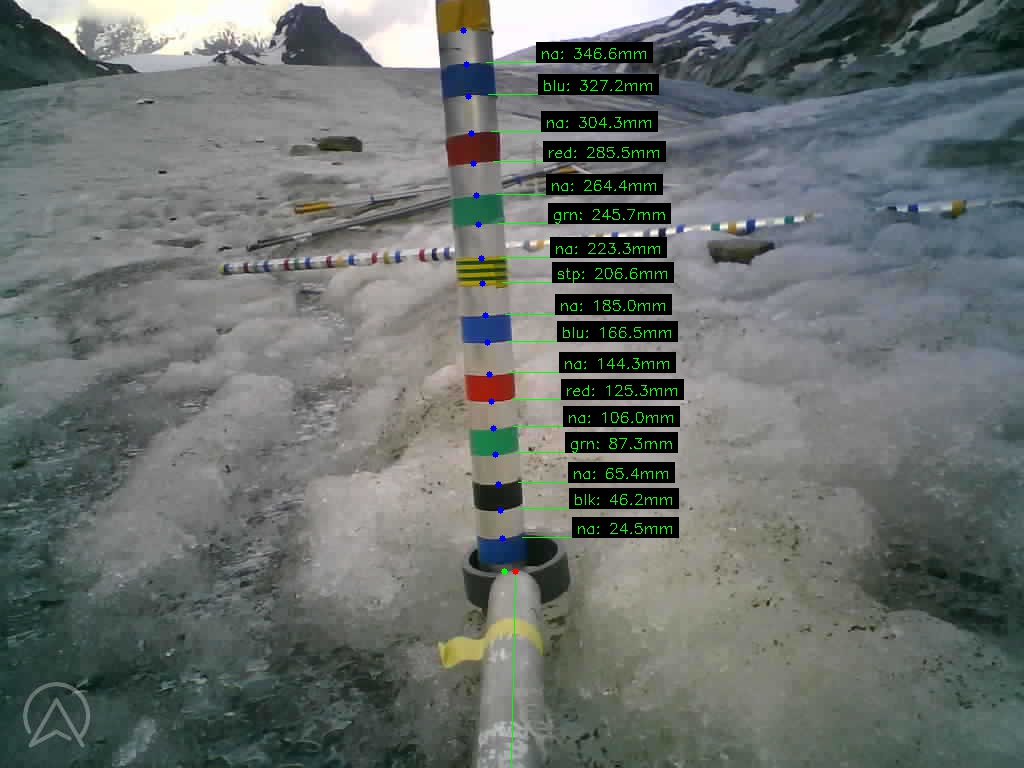 na: 346.6mm
blu: 327.2mm
na: 304.3mm
red: 285.5mm
na: 264.4mm
grn: 245.7mm
na: 223.3mm
stp: 206.6mm
na: 185.0mm
blu: 166.5mm
na: 144.3mm
red: 125.3mm
na: 106.0mm
grn: 87.3mm
na: 65.4mm
blk: 46.2mm
na: 24.5mm